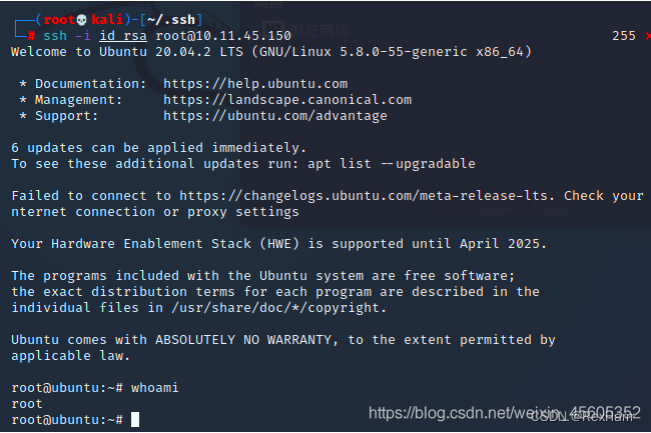 (root💀kali)-[~/.ssh]
# ssh -i id_rsa root@10.11.45.150 255 ×
Welcome to Ubuntu 20.04.2 LTS (GNU/Linux 5.8.0-55-generic x86_64)
* Documentation: https://help.ubuntu.com
* Management: https://landscape.canonical.com
* Support: https://ubuntu.com/advantage
6 updates can be applied immediately.
To see these additional updates run: apt list --upgradable
Failed to connect to https://changelogs.ubuntu.com/meta-release-lts. Check your
nternet connection or proxy settings
Your Hardware Enablement Stack (HWE) is supported until April 2025.
The programs included with the Ubuntu system are free software;
the exact distribution terms for each program are described in the
individual files in /usr/share/doc/*/copyright.
Ubuntu comes with ABSOLUTELY NO WARRANTY, to the extent permitted by
applicable law.
root@ubuntu:~# whoami
root
root@ubuntu:~#
https://blog.csdn.net/weixin_45605352
CSDN @Rexham